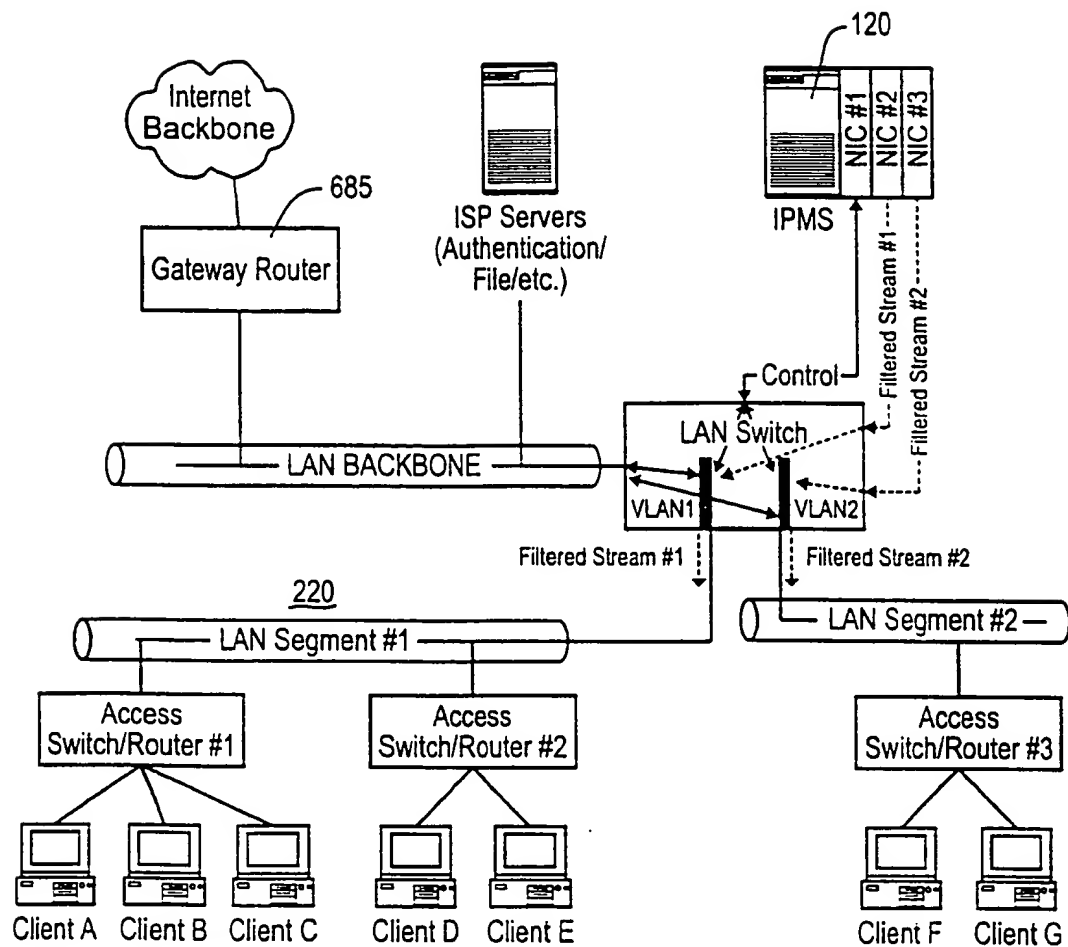 120
Internet
Backbone
685
Gateway Router
ISP Servers
(Authentication/
File/etc.)
NIC #1
NIC #2
NIC #3
IPMS
Filtered Stream #1
Filtered Stream #2
Control
LAN Switch
LAN BACKBONE
VLAN1
VLAN2
Filtered Stream #1
Filtered Stream #2
220
LAN Segment #1
LAN Segment #2
Access
Switch/Router #1
Access
Switch/Router #2
Access
Switch/Router #3
Client A
Client B
Client C
Client D
Client E
Client F
Client G